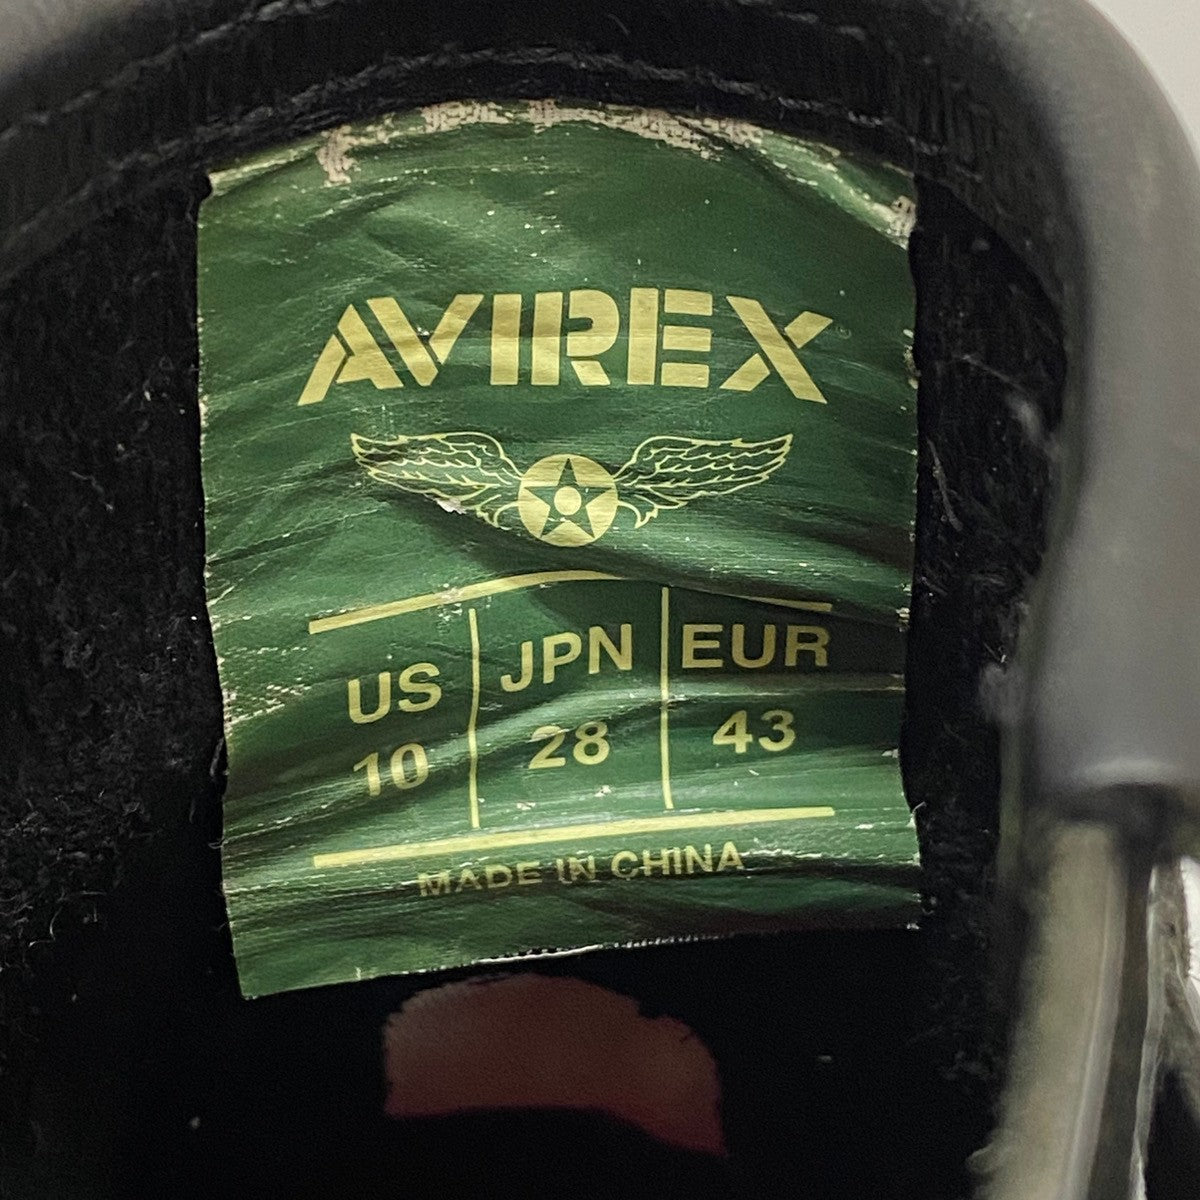 AVIREX
US JPN EUR
10 28 43
MADE IN CHINA